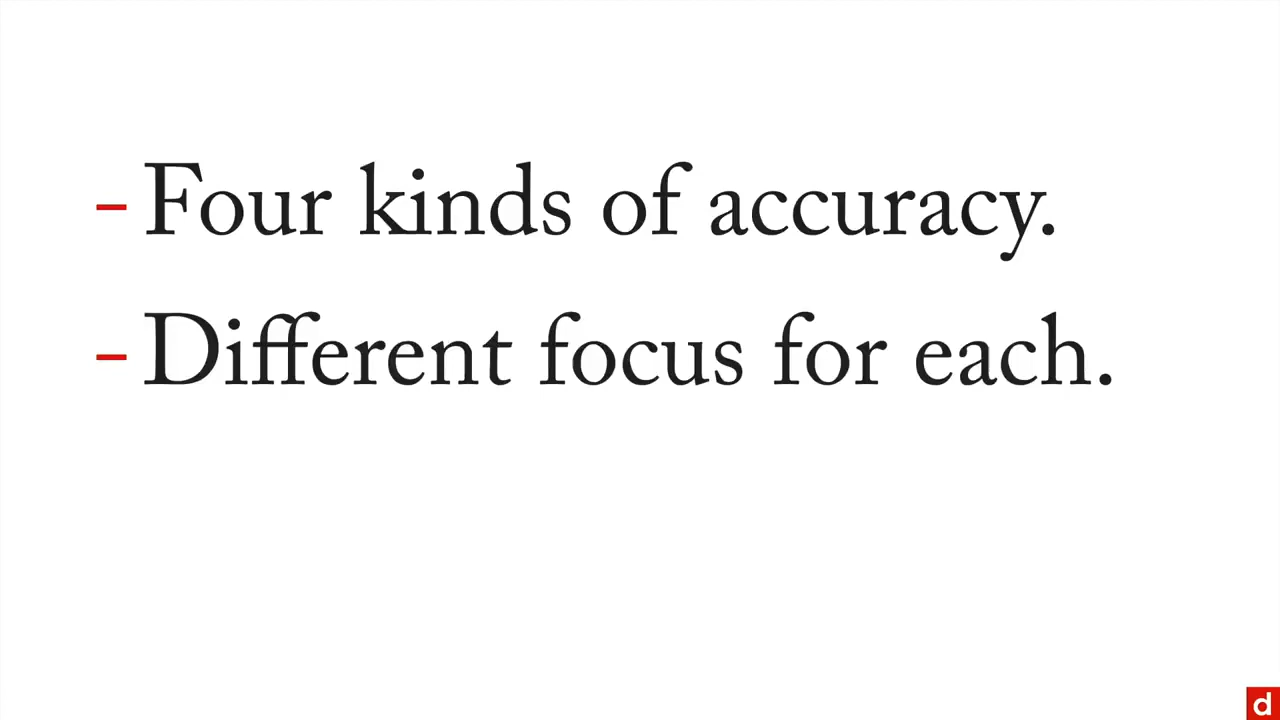 - Four kinds of accuracy.
- Different focus for each.
d